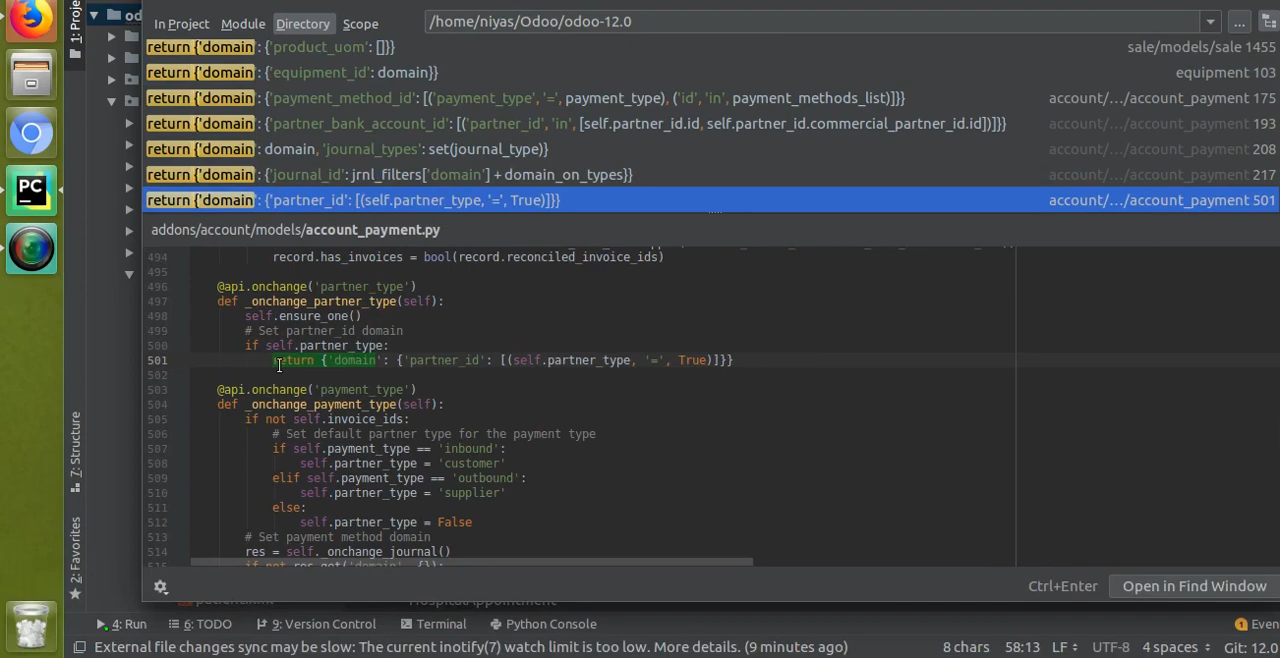 In Project Module Directory Scope /home/niyas/Odoo/odoo-12.0 ...
1: Proje
od
return {'domain': {'product_uom': []}} sale/models/sale 1455
return {'domain': {'equipment_id': domain}} equipment 103
return {'domain': {'payment_method_id': [('payment_type', '=', payment_type), ('id', 'in', payment_methods_list)]}} account/.../account_payment 175
return {'domain': {'partner_bank_account_id': [('partner_id', 'in', [self.partner_id.id, self.partner_id.commercial_partner_id.id])]}} account/.../account_payment 193
return {'domain': domain, 'journal_types': set(journal_type)} account/.../account_payment 208
return {'domain': {'journal_id': jrnl_filters['domain'] + domain_on_types}} account/.../account_payment 217
return {'domain': {'partner_id': [(self.partner_type, '=', True)]}} account/.../account_payment 501
PC
addons/account/models/account_payment.py
494 record.has_invoices = bool(record.reconciled_invoice_ids)
495
496 @api.onchange('partner_type')
497 def _onchange_partner_type(self):
498 self.ensure_one()
499 # Set partner_id domain
500 if self.partner_type:
501 return {'domain': {'partner_id': [(self.partner_type, '=', True)]}}
502
503 @api.onchange('payment_type')
504 def _onchange_payment_type(self):
505 if not self.invoice_ids:
506 # Set default partner type for the payment type
507 if self.payment_type == 'inbound':
508 self.partner_type = 'customer'
509 elif self.payment_type == 'outbound':
510 self.partner_type = 'supplier'
511 else:
512 self.partner_type = False
513 # Set payment method domain
514 res = self._onchange_journal()
515 if not res.get('domain', {}):
7: Structure
2: Favorites
Ctrl+Enter Open in Find Window
HospitalAppointment
4: Run 6: TODO 9: Version Control Terminal Python Console 1 Even
External file changes sync may be slow: The current inotify(7) watch limit is too low. More details. (9 minutes ago) 8 chars 58:13 LF UTF-8 4 spaces Git: 12.0